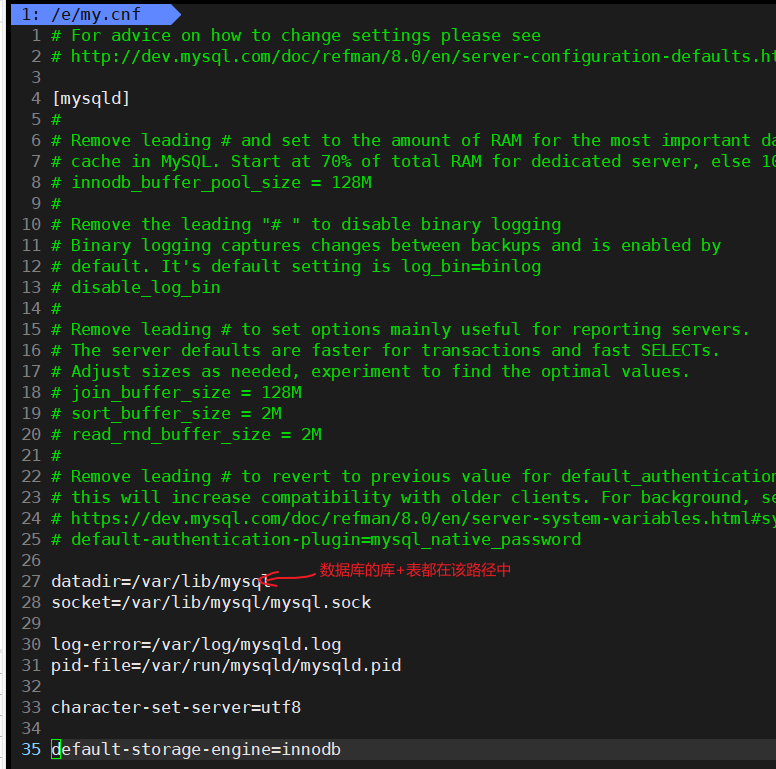 1: /e/my.cnf
1 # For advice on how to change settings please see
2 # http://dev.mysql.com/doc/refman/8.0/en/server-configuration-defaults.ht
3
4 [mysqld]
5 #
6 # Remove leading # and set to the amount of RAM for the most important da
7 # cache in MySQL. Start at 70% of total RAM for dedicated server, else 10
8 # innodb_buffer_pool_size = 128M
9 #
10 # Remove the leading "# " to disable binary logging
11 # Binary logging captures changes between backups and is enabled by
12 # default. It's default setting is log_bin=binlog
13 # disable_log_bin
14 #
15 # Remove leading # to set options mainly useful for reporting servers.
16 # The server defaults are faster for transactions and fast SELECTs.
17 # Adjust sizes as needed, experiment to find the optimal values.
18 # join_buffer_size = 128M
19 # sort_buffer_size = 2M
20 # read_rnd_buffer_size = 2M
21 #
22 # Remove leading # to revert to previous value for default_authentication
23 # this will increase compatibility with older clients. For background, se
24 # https://dev.mysql.com/doc/refman/8.0/en/server-system-variables.html#sy
25 # default-authentication-plugin=mysql_native_password
26
27 datadir=/var/lib/mysql 数据库的库+表都在该路径中
28 socket=/var/lib/mysql/mysql.sock
29
30 log-error=/var/log/mysqld.log
31 pid-file=/var/run/mysqld/mysqld.pid
32
33 character-set-server=utf8
34
35 default-storage-engine=innodb